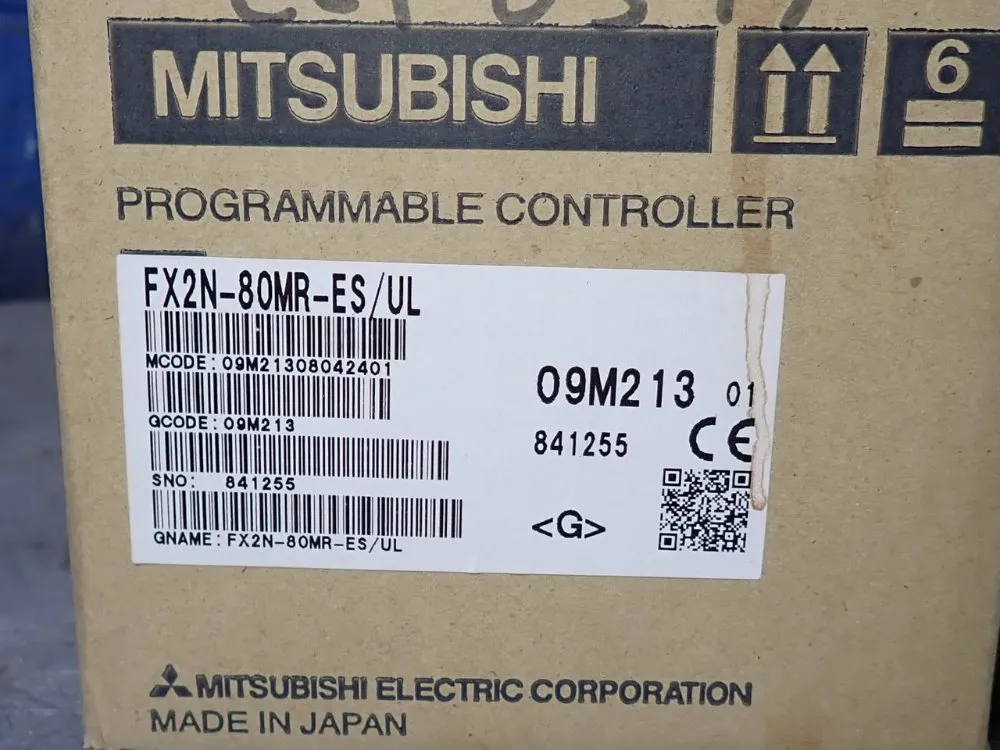 MITSUBISHI
6
PROGRAMMABLE CONTROLLER
FX2N-80MR-ES/UL
MCODE: 09M21308042401
QCODE: 09M213
SNO: 841255
GNAME: FX2N-80MR-ES/UL
09M213 01
841255 CE
<G>
MITSUBISHI ELECTRIC CORPORATION
MADE IN JAPAN